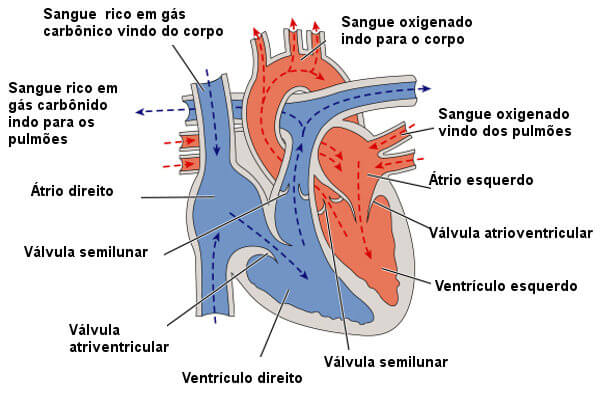 Sangue rico em gás
carbônico vindo do corpo
Sangue oxigenado
indo para o corpo
Sangue rico em
gás carbônido
indo para os
pulmões
Sangue oxigenado
vindo dos pulmões
Átrio direito
Átrio esquerdo
Válvula semilunar
Válvula atrioventricular
Ventrículo esquerdo
Válvula
atriventricular
Válvula semilunar
Ventrículo direito